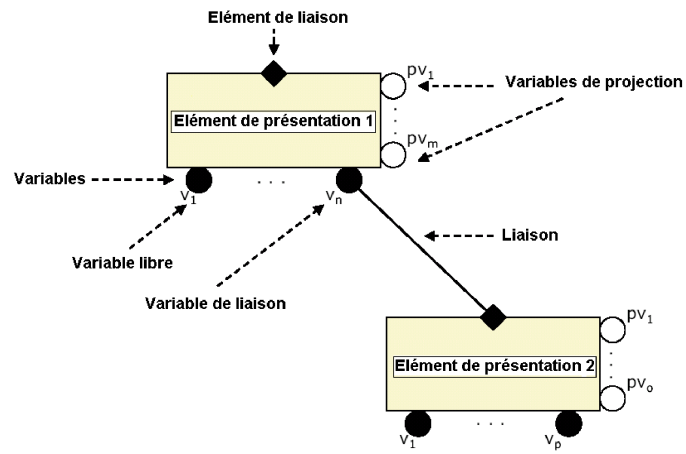 Elément de liaison
pv1
Variables de projection
Elément de présentation 1
. . .
pvm
Variables
v1
. . .
vn
Variable libre
Liaison
Variable de liaison
pv1
Elément de présentation 2
. . .
pvo
v1
. . .
vp